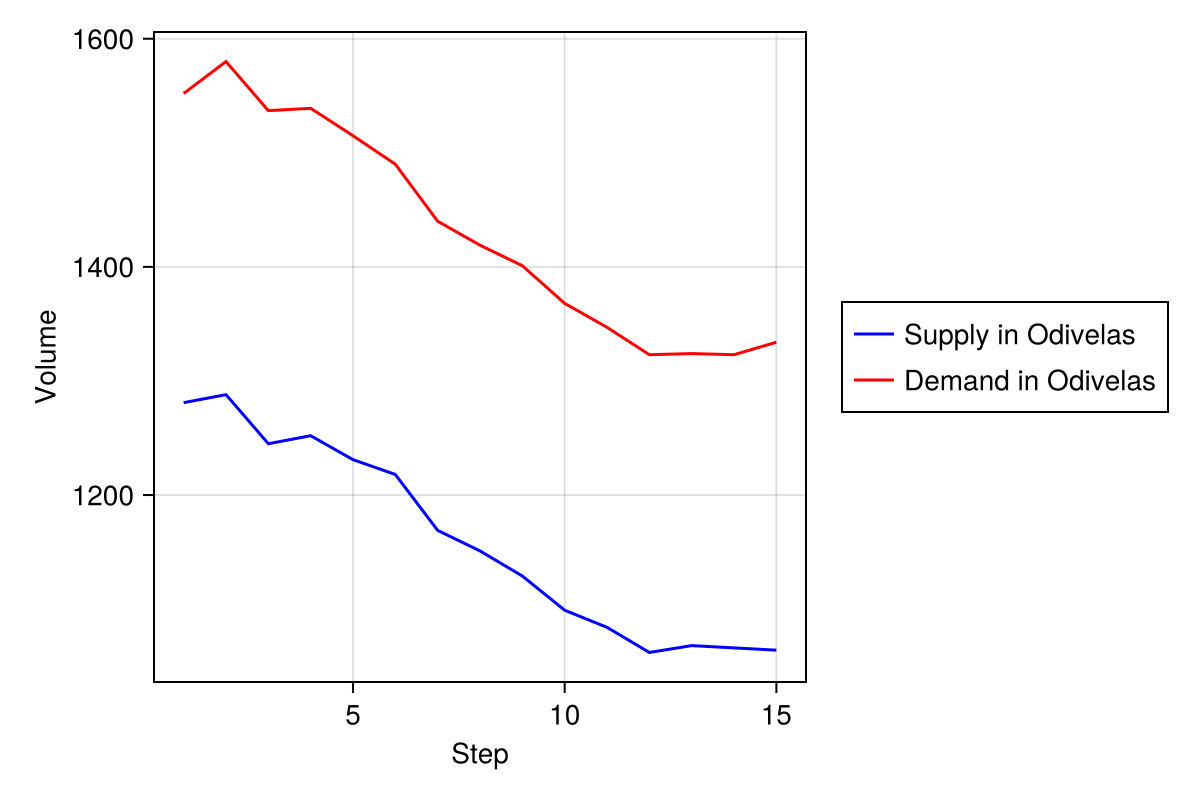 1600
1400
1200
Volume
5 10 15
Step
Supply in Odivelas
Demand in Odivelas